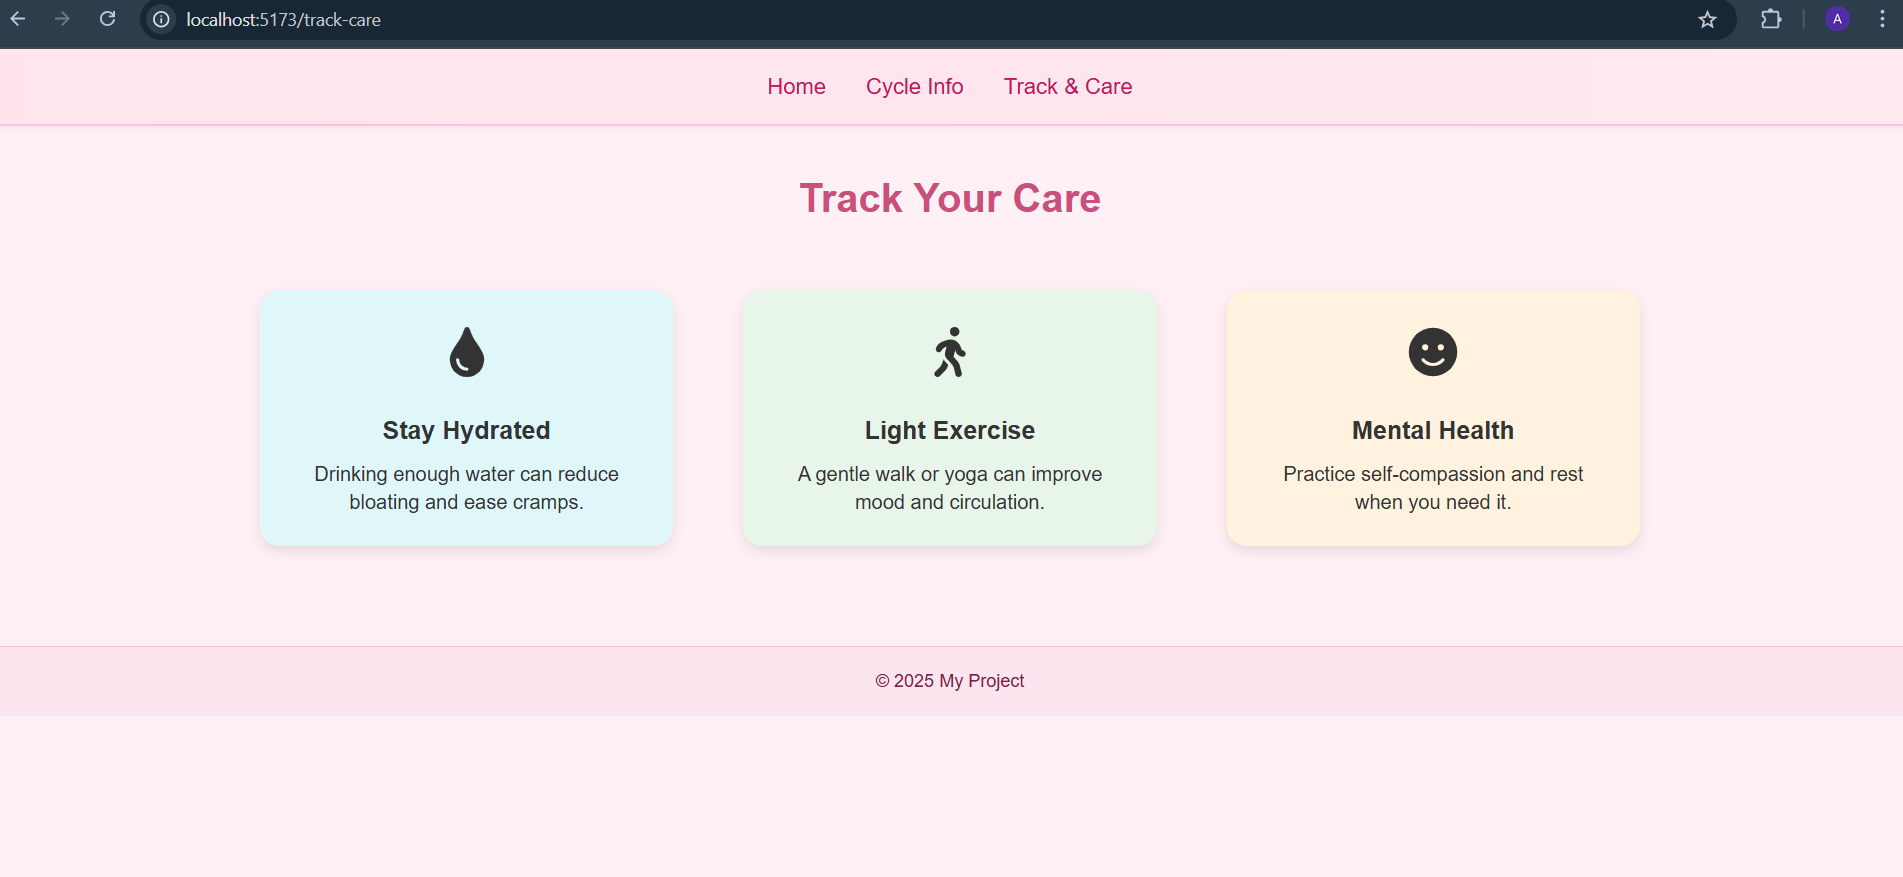 localhost:5173/track-care
A
Home Cycle Info Track & Care
Track Your Care
Stay Hydrated
Drinking enough water can reduce
bloating and ease cramps.
Light Exercise
A gentle walk or yoga can improve
mood and circulation.
Mental Health
Practice self-compassion and rest
when you need it.
© 2025 My Project